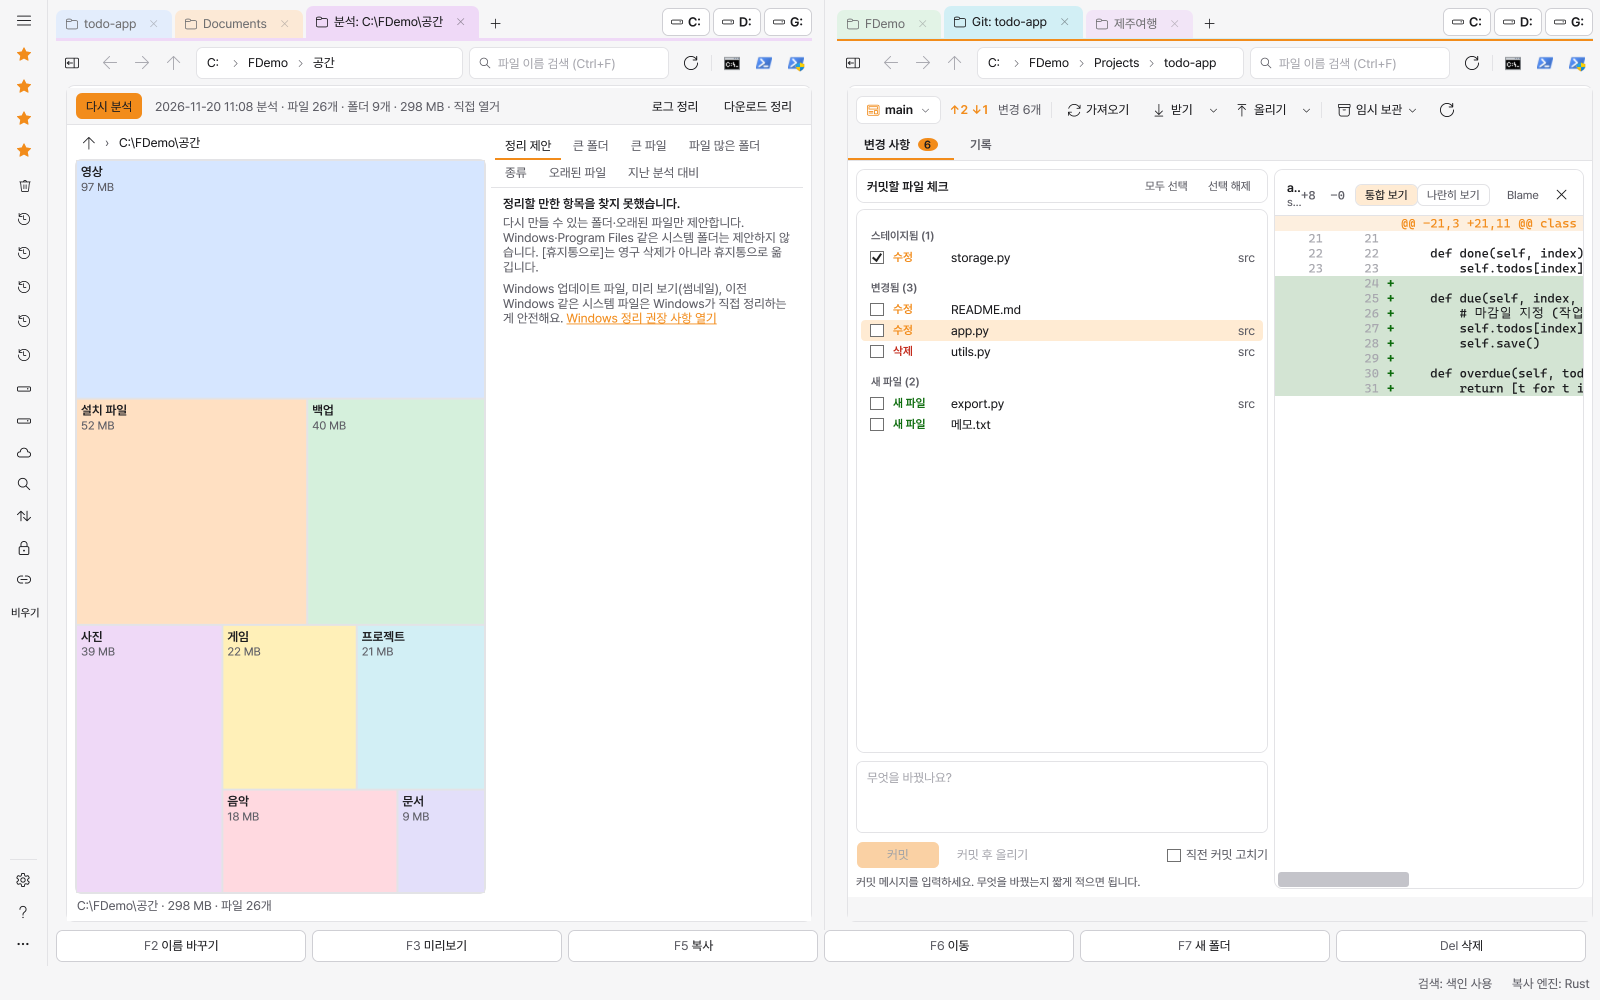 todo-app
Documents
분석: C:\FDemo\공간
C:
D:
G:
FDemo
Git: todo-app
제주여행
C:
D:
G:
C: > FDemo > 공간
파일 이름 검색 (Ctrl+F)
C: > FDemo > Projects > todo-app
파일 이름 검색 (Ctrl+F)
다시 분석
2026-11-20 11:08 분석 · 파일 26개 · 폴더 9개 · 298 MB · 직접 열거
로그 정리
다운로드 정리
C:\FDemo\공간
영상
97 MB
설치 파일
52 MB
백업
40 MB
사진
39 MB
게임
22 MB
프로젝트
21 MB
음악
18 MB
문서
9 MB
C:\FDemo\공간 · 298 MB · 파일 26개
정리 제안
큰 폴더
큰 파일
파일 많은 폴더
종류
오래된 파일
지난 분석 대비
정리할 만한 항목을 찾지 못했습니다.
다시 만들 수 있는 폴더·오래된 파일만 제안합니다.
Windows·Program Files 같은 시스템 폴더는 제안하지 않
습니다. [휴지통으로]는 영구 삭제가 아니라 휴지통으로 옮
깁니다.
Windows 업데이트 파일, 미리 보기(썸네일), 이전
Windows 같은 시스템 파일은 Windows가 직접 정리하는
게 안전해요. Windows 정리 권장 사항 열기
main
↑2 ↓1
변경 6개
가져오기
받기
올리기
임시 보관
변경 사항 6
기록
커밋할 파일 체크
모두 선택
선택 해제
스테이지됨 (1)
수정 storage.py src
변경됨 (3)
수정 README.md
수정 app.py src
삭제 utils.py src
새 파일 (2)
새 파일 export.py src
새 파일 메모.txt
무엇을 바꿨나요?
커밋
커밋 후 올리기
직전 커밋 고치기
커밋 메시지를 입력하세요. 무엇을 바꿨는지 짧게 적으면 됩니다.
a..
s...
+8 −0
통합 보기
나란히 보기
Blame
@@ -21,3 +21,11 @@ class
21 21
22 22 def done(self, index)
23 23 self.todos[index]
24 +
25 + def due(self, index,
26 + # 마감일 지정 (작업
27 + self.todos[index]
28 + self.save()
29 +
30 + def overdue(self, tod
31 + return [t for t i
비우기
F2 이름 바꾸기
F3 미리보기
F5 복사
F6 이동
F7 새 폴더
Del 삭제
검색: 색인 사용
복사 엔진: Rust